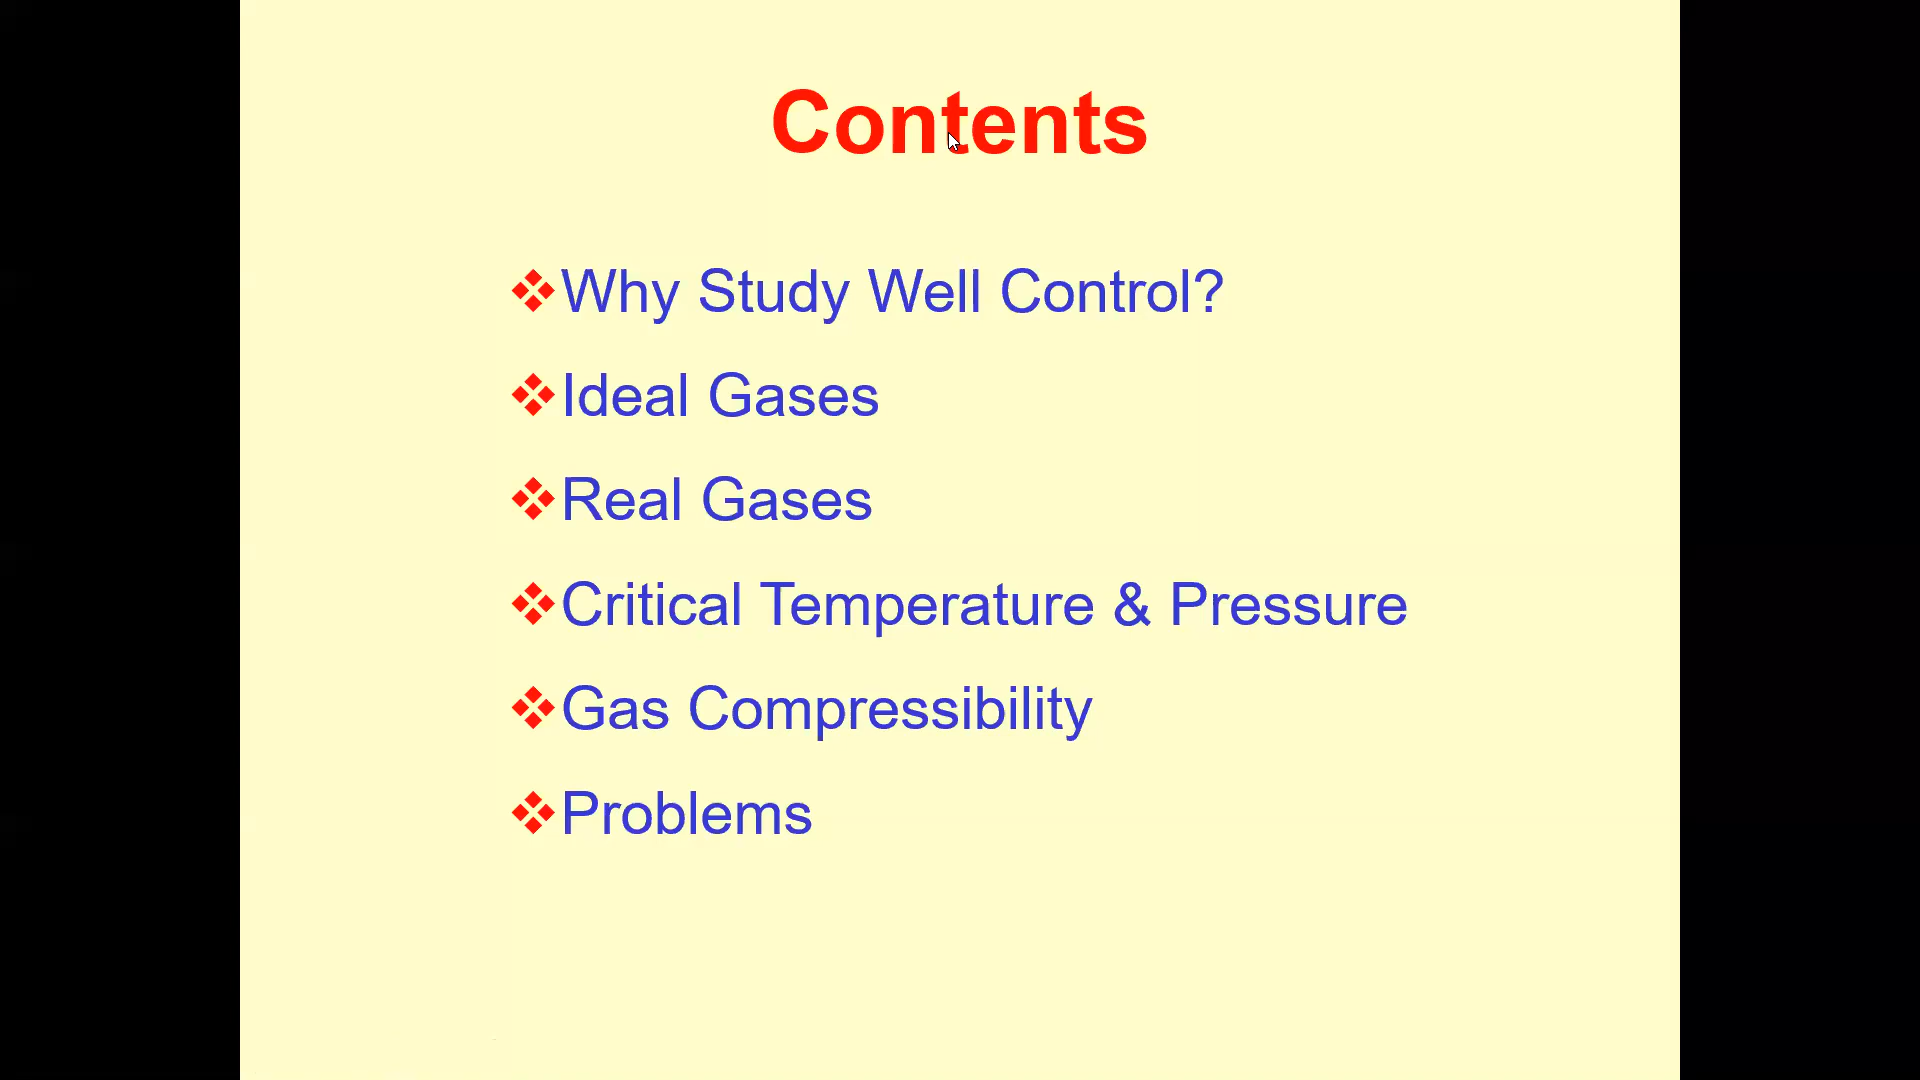 Contents
❖Why Study Well Control?
❖Ideal Gases
❖Real Gases
❖Critical Temperature & Pressure
❖Gas Compressibility
❖Problems